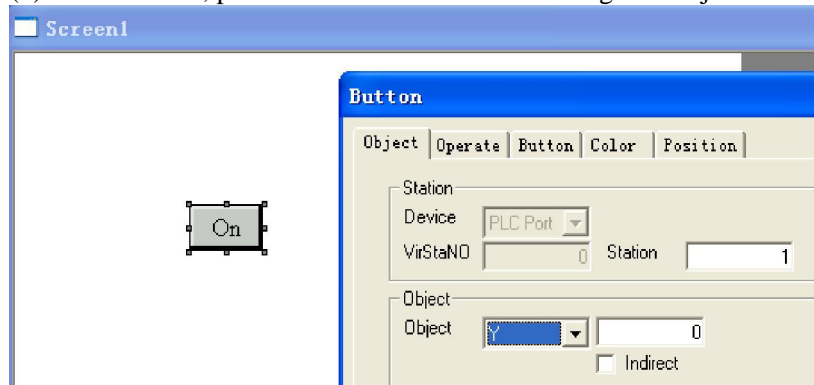 Screen1
Button
Object Operate Button Color Position
Station
Device PLC Port
VirStaNO 0 Station 1
On
Object
Object Y 0
Indirect